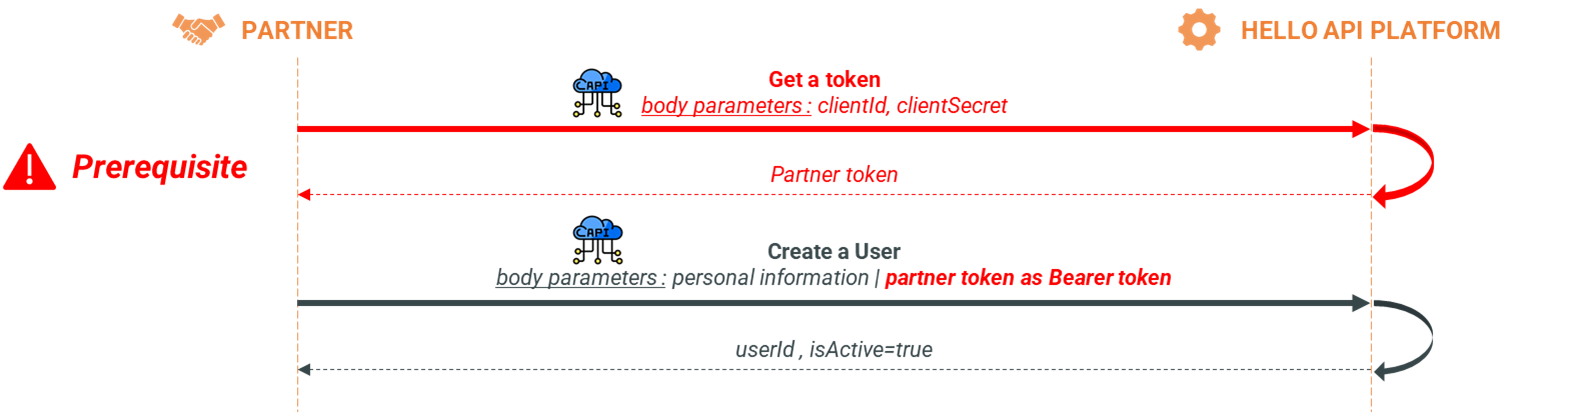 PARTNER
HELLO API PLATFORM
API
Get a token
body parameters : clientId, clientSecret
Prerequisite
Partner token
API
Create a User
body parameters : personal information | partner token as Bearer token
userId , isActive=true